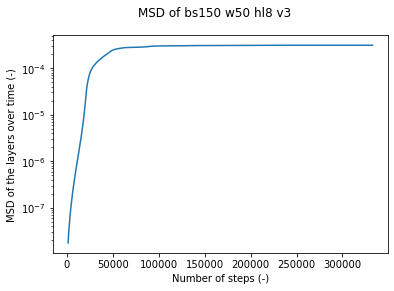 MSD of bs150 w50 hl8 v3
MSD of the layers over time (-)
10⁻⁴
10⁻⁵
10⁻⁶
10⁻⁷
0 50000 100000 150000 200000 250000 300000
Number of steps (-)